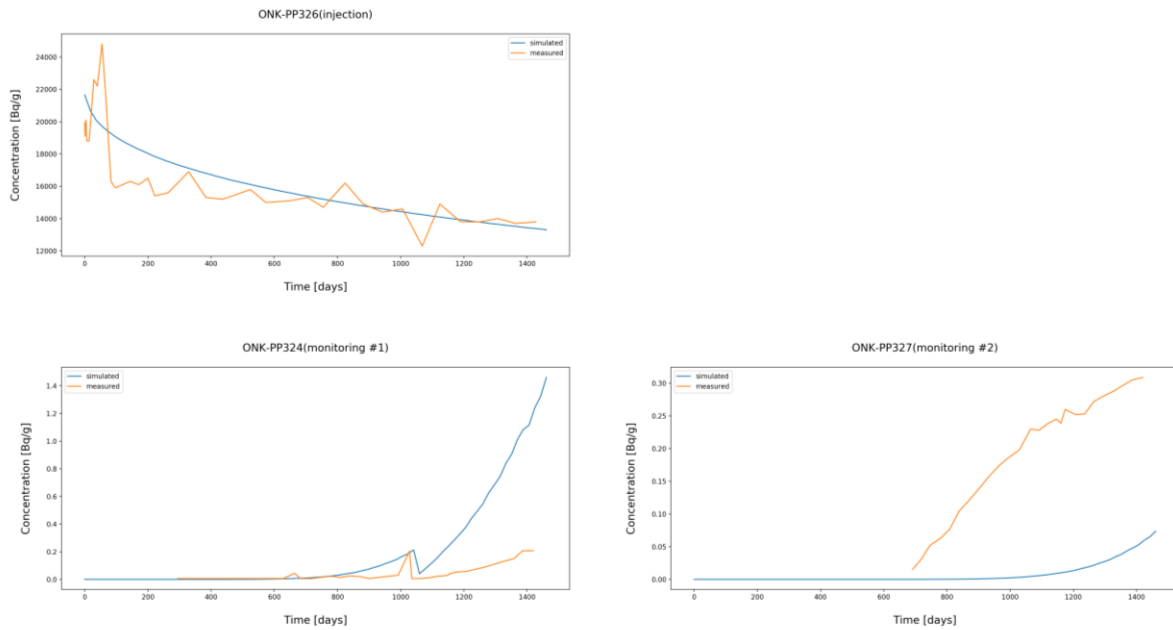 ONK-PP326(injection)
simulated
measured
24000
22000
20000
18000
16000
14000
12000
Concentration [Bq/g]
0 200 400 600 800 1000 1200 1400
Time [days]
ONK-PP324(monitoring #1)
simulated
measured
1.4
1.2
1.0
0.8
0.6
0.4
0.2
0.0
Concentration [Bq/g]
0 200 400 600 800 1000 1200 1400
Time [days]
ONK-PP327(monitoring #2)
simulated
measured
0.30
0.25
0.20
0.15
0.10
0.05
0.00
Concentration [Bq/g]
0 200 400 600 800 1000 1200 1400
Time [days]